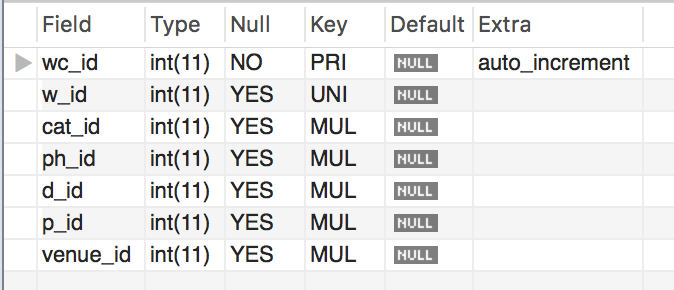 Field Type Null Key Default Extra
wc_id int(11) NO PRI NULL auto_increment
w_id int(11) YES UNI NULL
cat_id int(11) YES MUL NULL
ph_id int(11) YES MUL NULL
d_id int(11) YES MUL NULL
p_id int(11) YES MUL NULL
venue_id int(11) YES MUL NULL